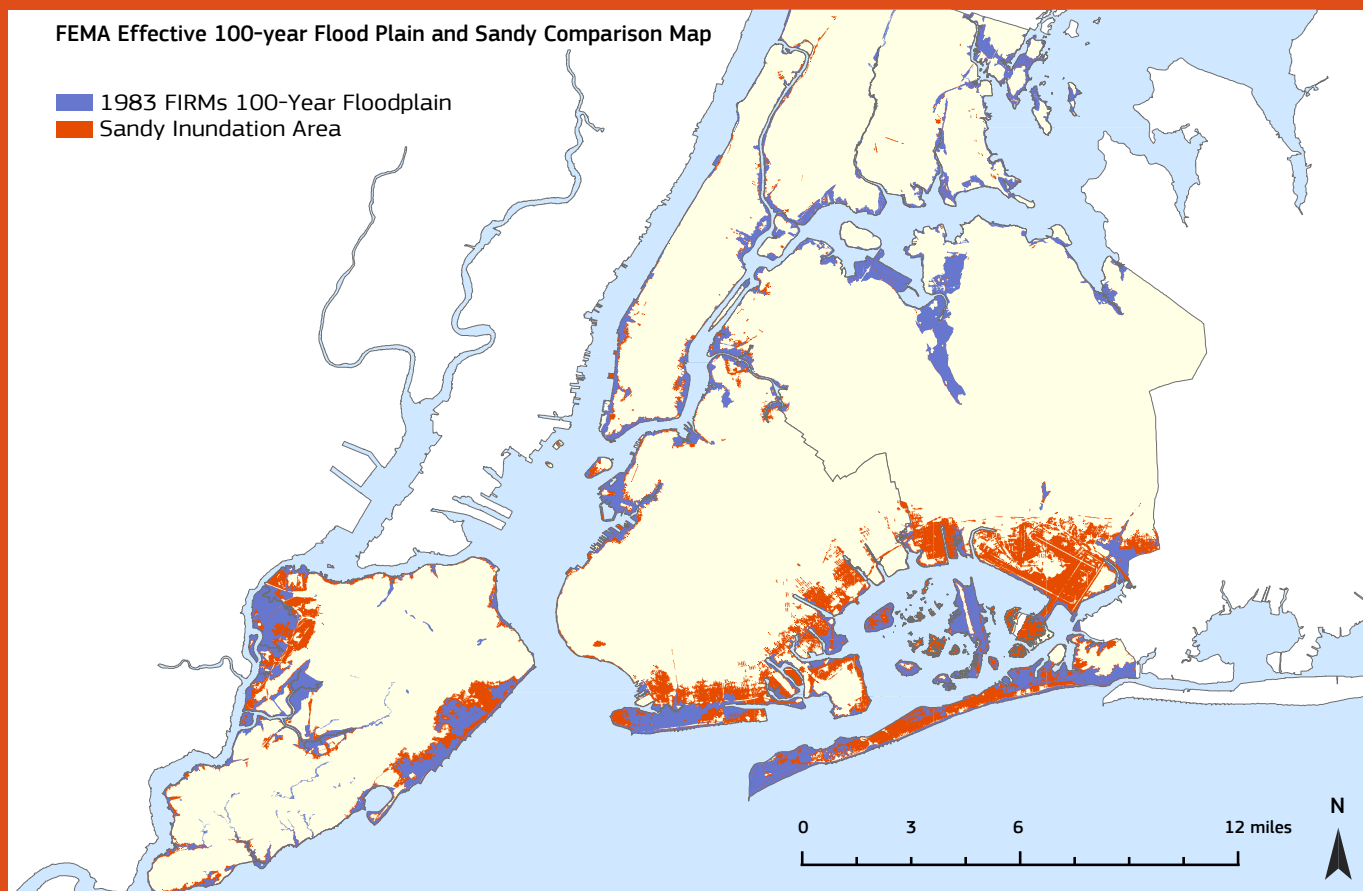 FEMA Effective 100-year Flood Plain and Sandy Comparison Map
1983 FIRMs 100-Year Floodplain
Sandy Inundation Area
N
0 3 6 12 miles